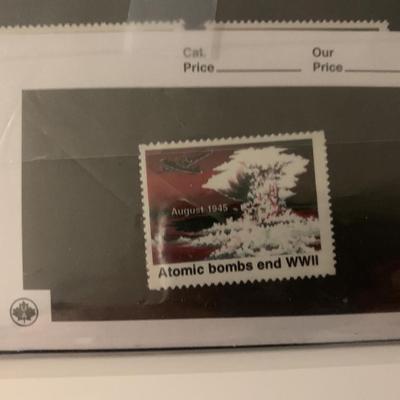 Cat. Our
Price Price
August 1945
Atomic bombs end WWII